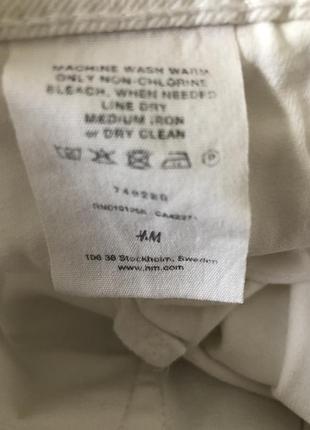 MACHINE WASH WARM
ONLY NON-CHLORINE
BLEACH, WHEN NEEDED
LINE DRY
MEDIUM IRON
or DRY CLEAN
P
H&M
106 38 Stockholm, Sweden
www.hm.com